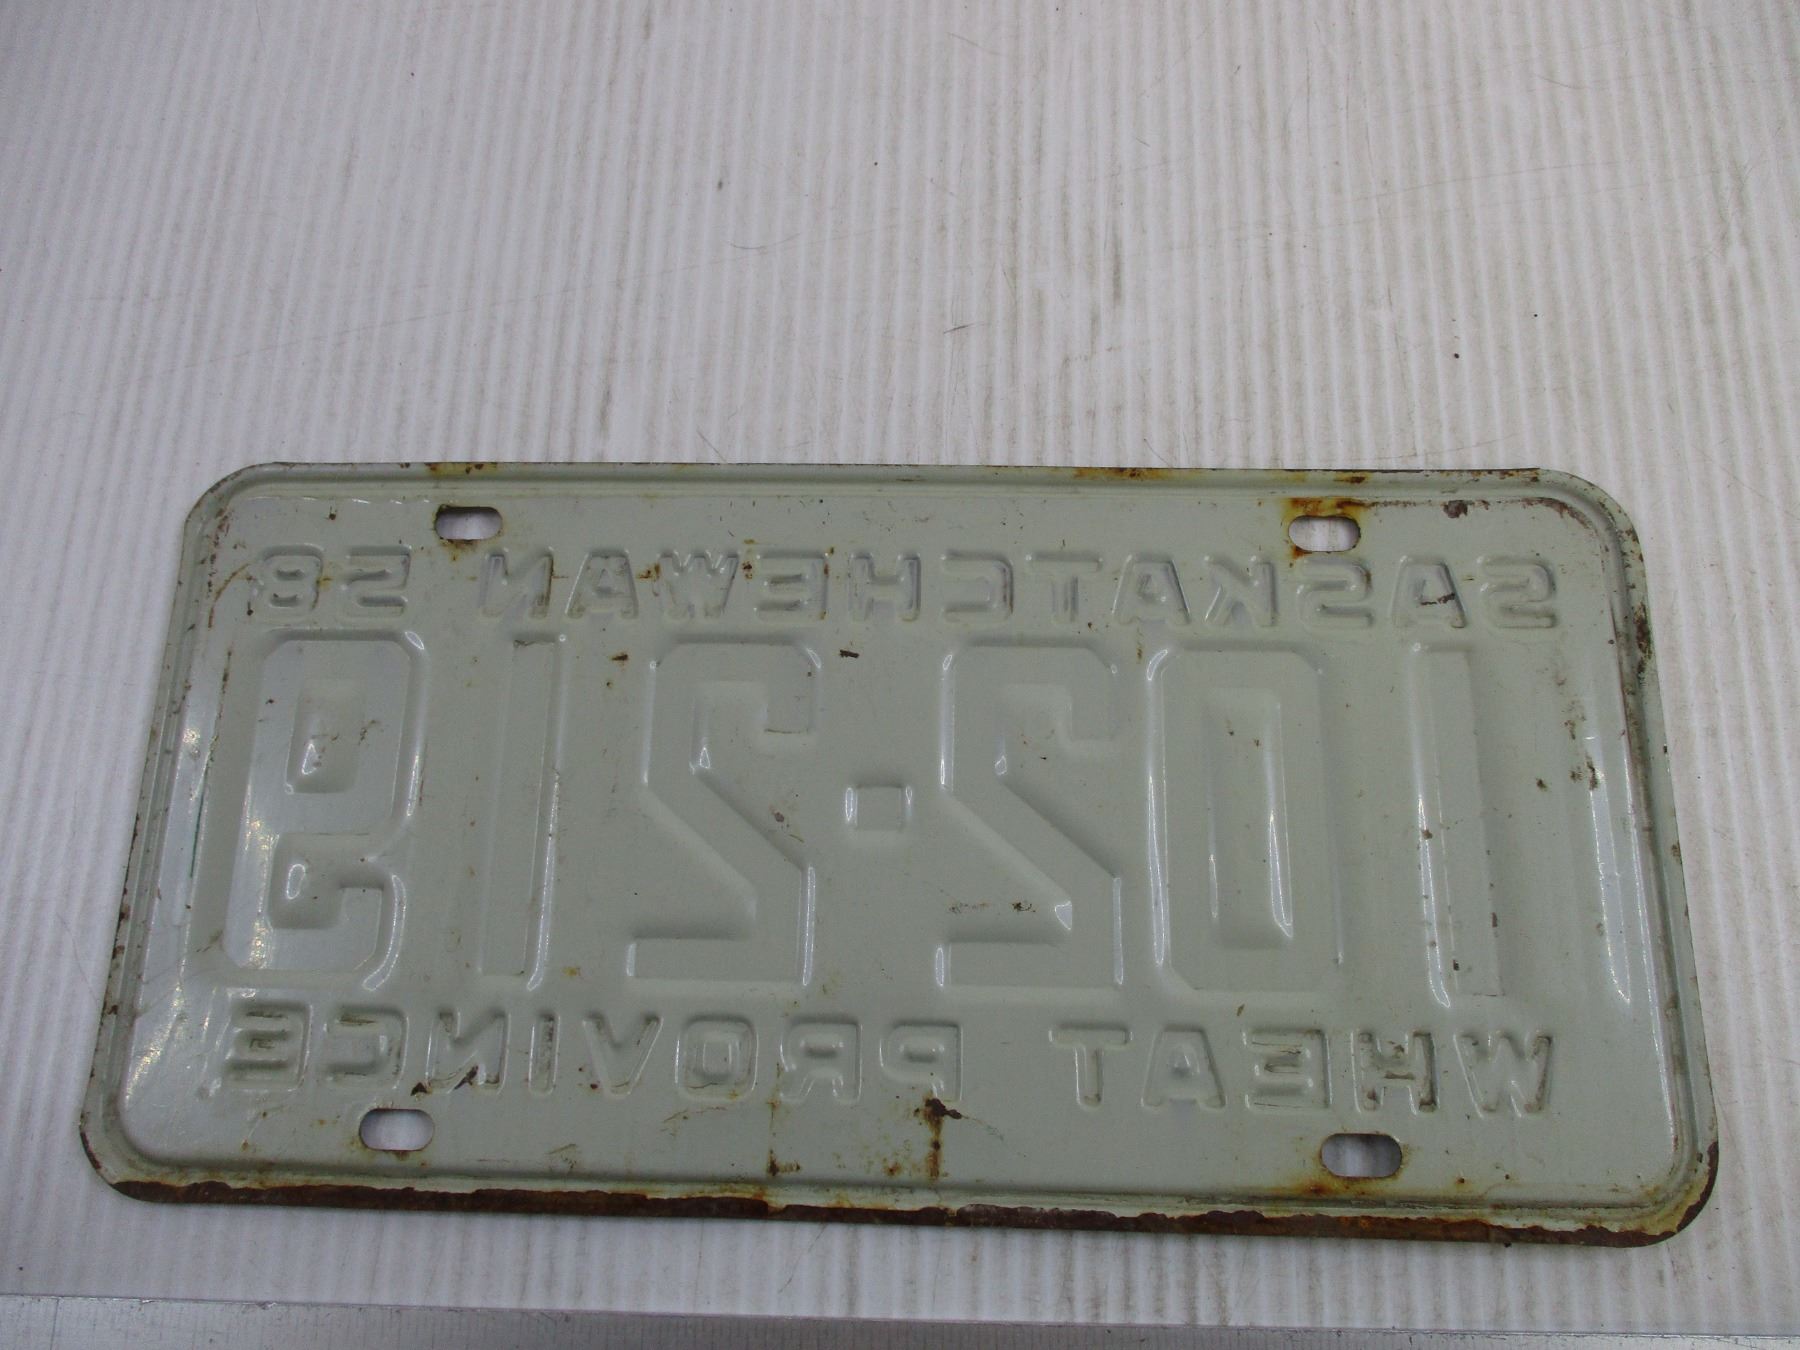 SASKATCHEWAN 58
102-219
WHEAT PROVINCE